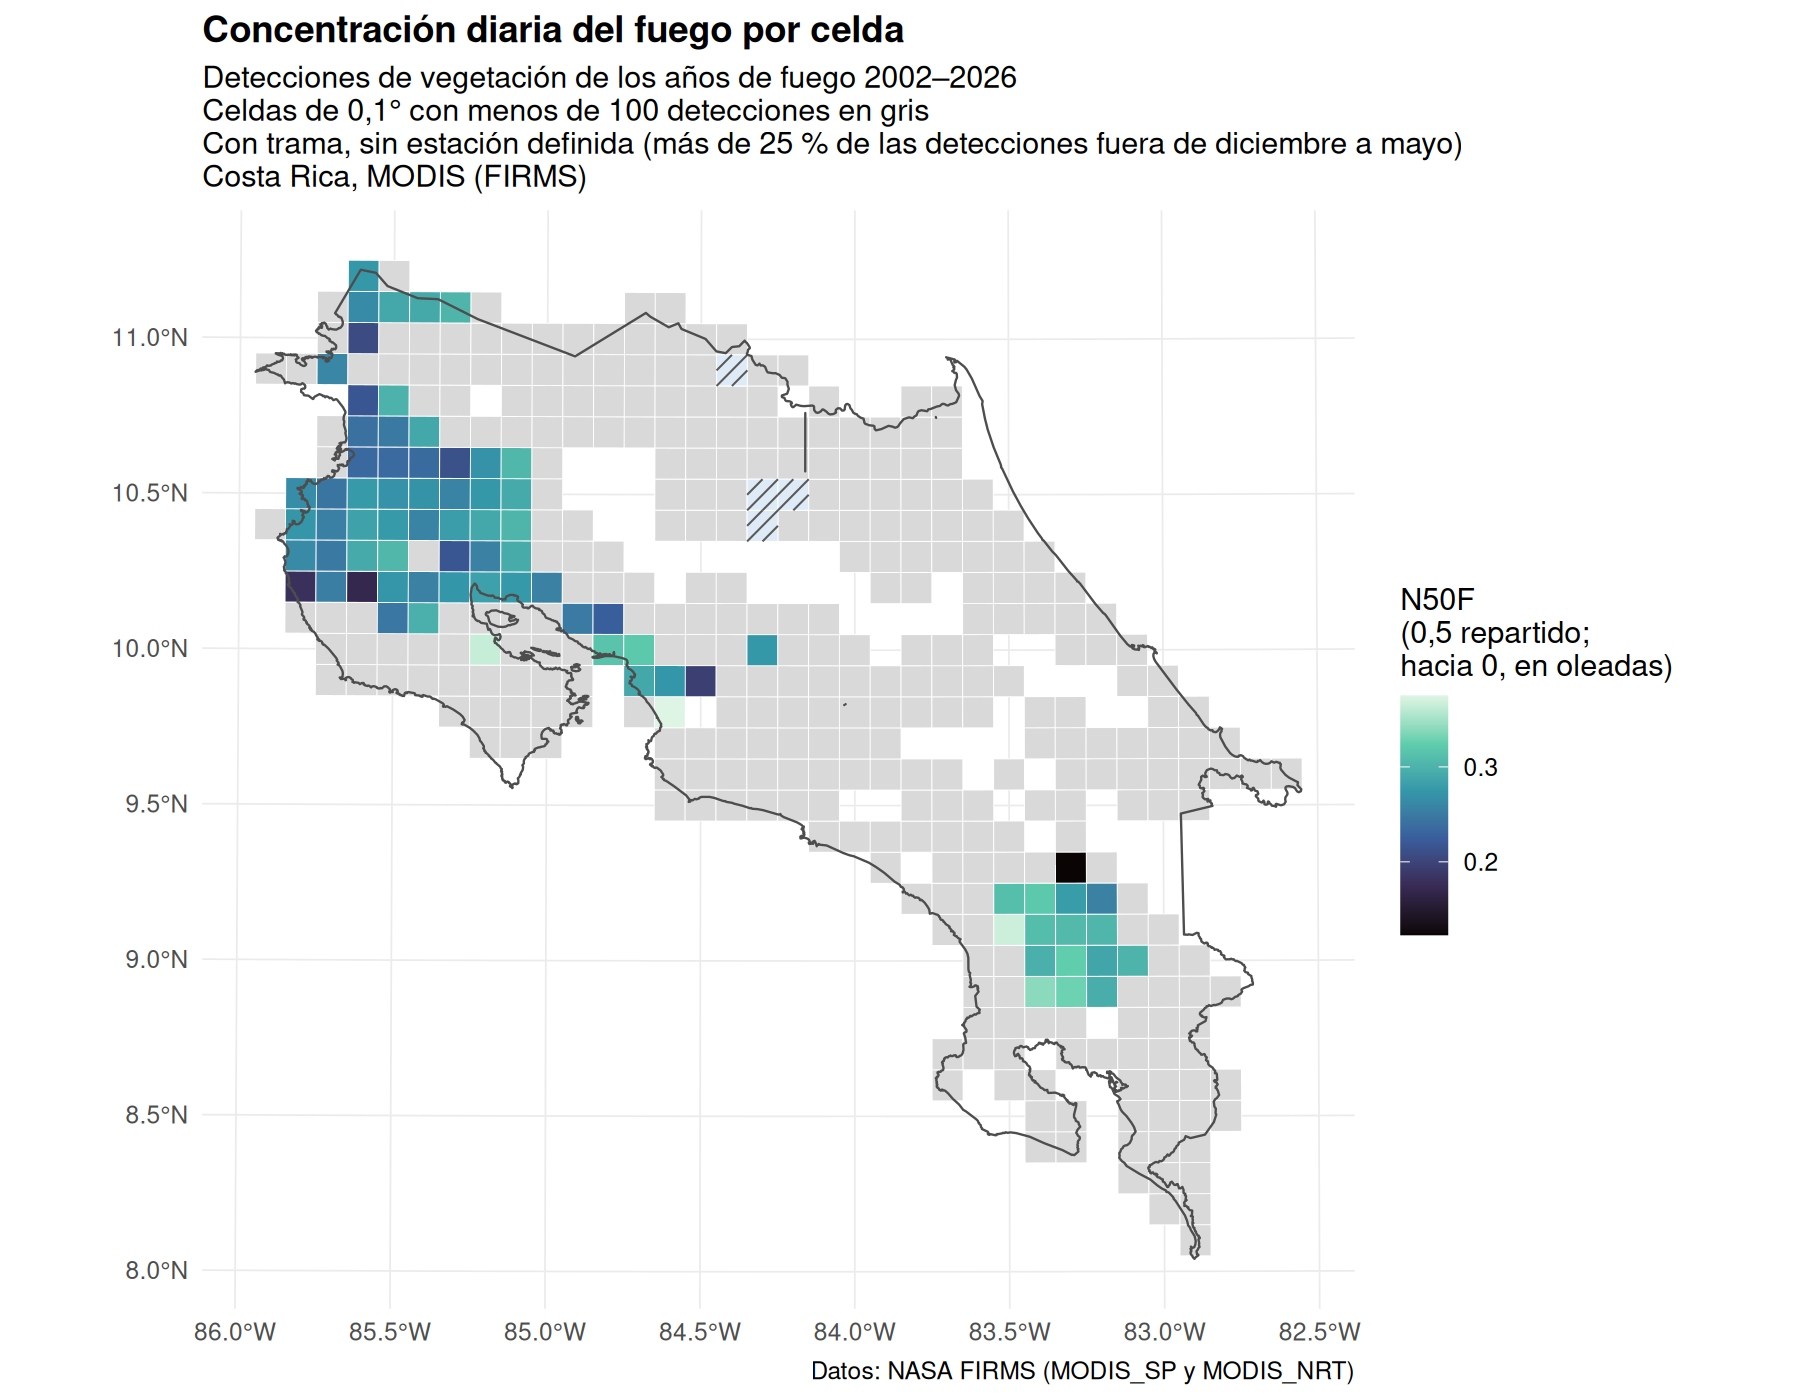 Concentración diaria del fuego por celda
Detecciones de vegetación de los años de fuego 2002–2026
Celdas de 0,1° con menos de 100 detecciones en gris
Con trama, sin estación definida (más de 25 % de las detecciones fuera de diciembre a mayo)
Costa Rica, MODIS (FIRMS)
11.0°N
10.5°N
10.0°N
9.5°N
9.0°N
8.5°N
8.0°N
86.0°W 85.5°W 85.0°W 84.5°W 84.0°W 83.5°W 83.0°W 82.5°W
N50F
(0,5 repartido;
hacia 0, en oleadas)
0.3
0.2
Datos: NASA FIRMS (MODIS_SP y MODIS_NRT)